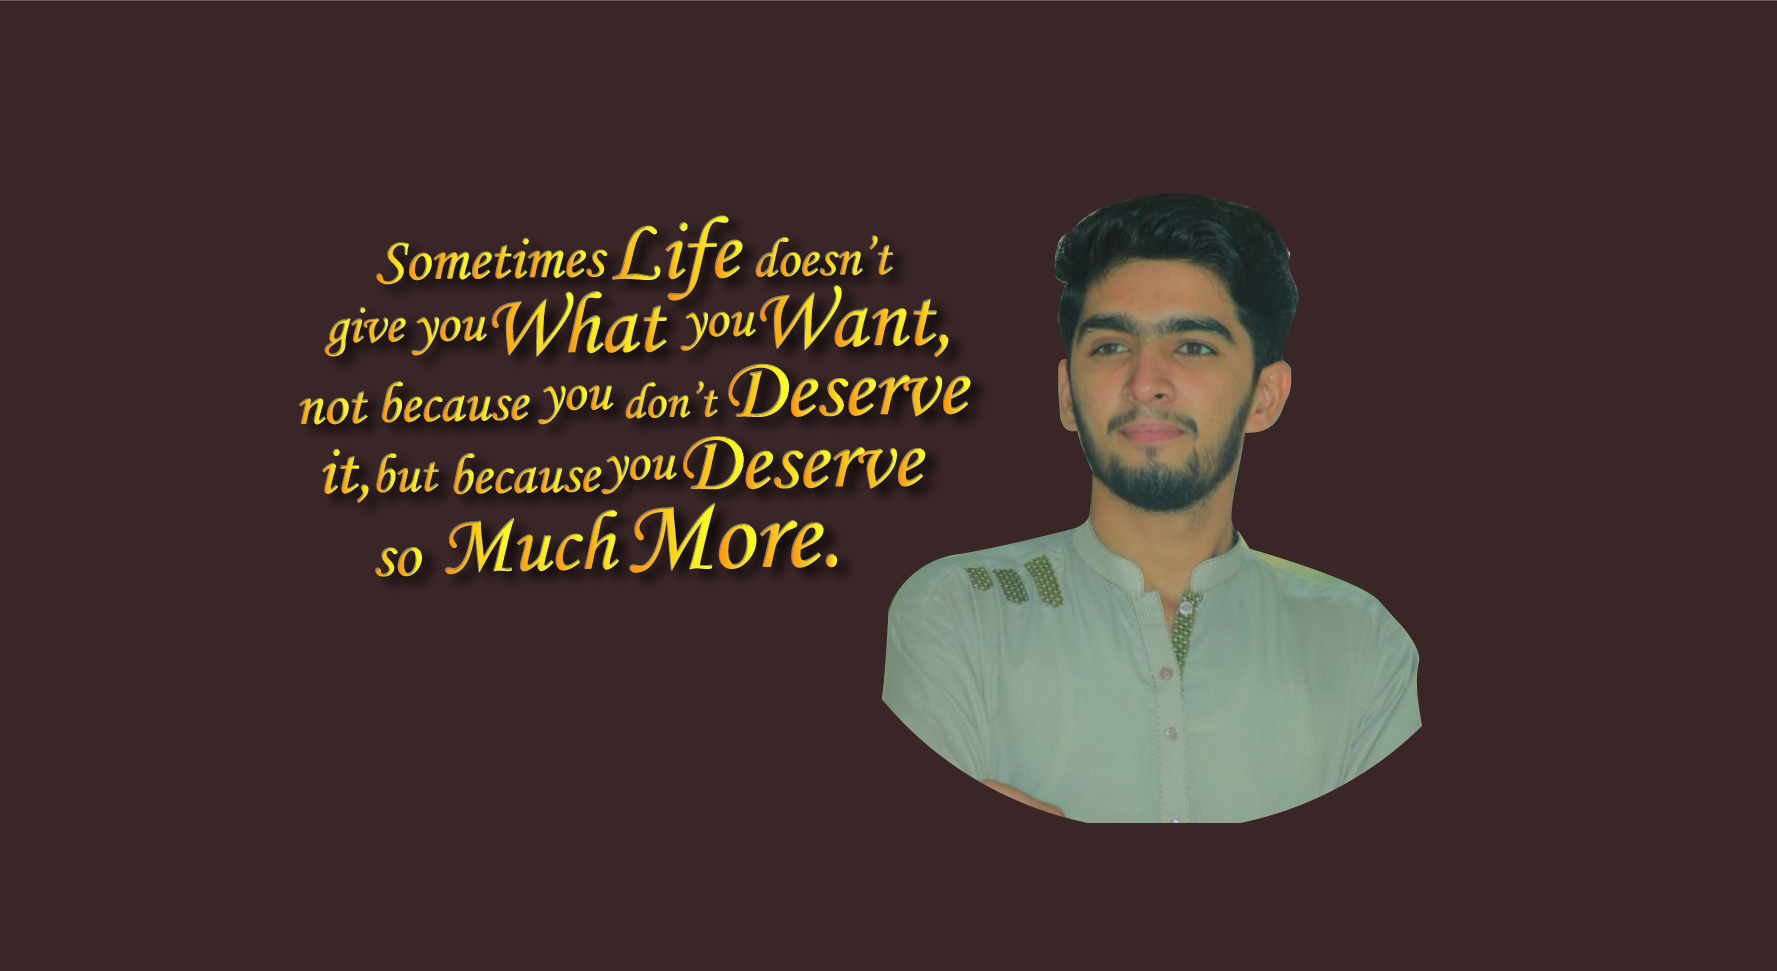 Sometimes Life doesn’t
give you What you Want,
not because you don’t Deserve
it, but because you Deserve
so Much More.